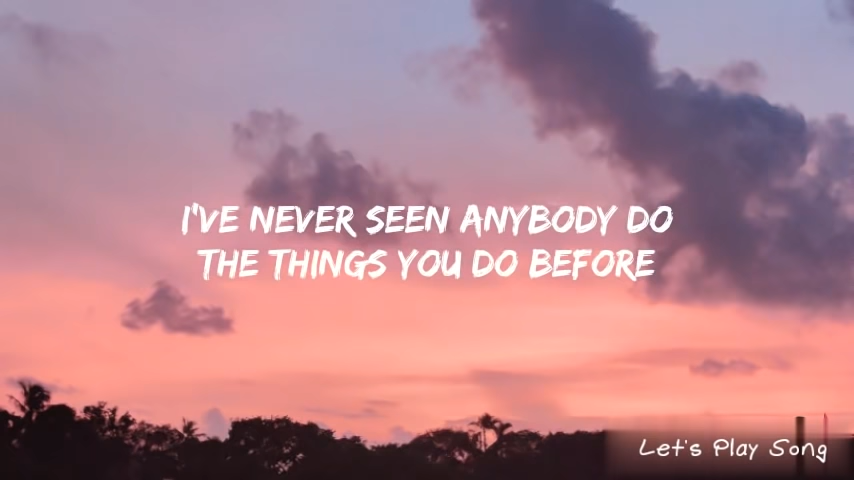 I'VE NEVER SEEN ANYBODY DO
THE THINGS YOU DO BEFORE
Let's Play Song